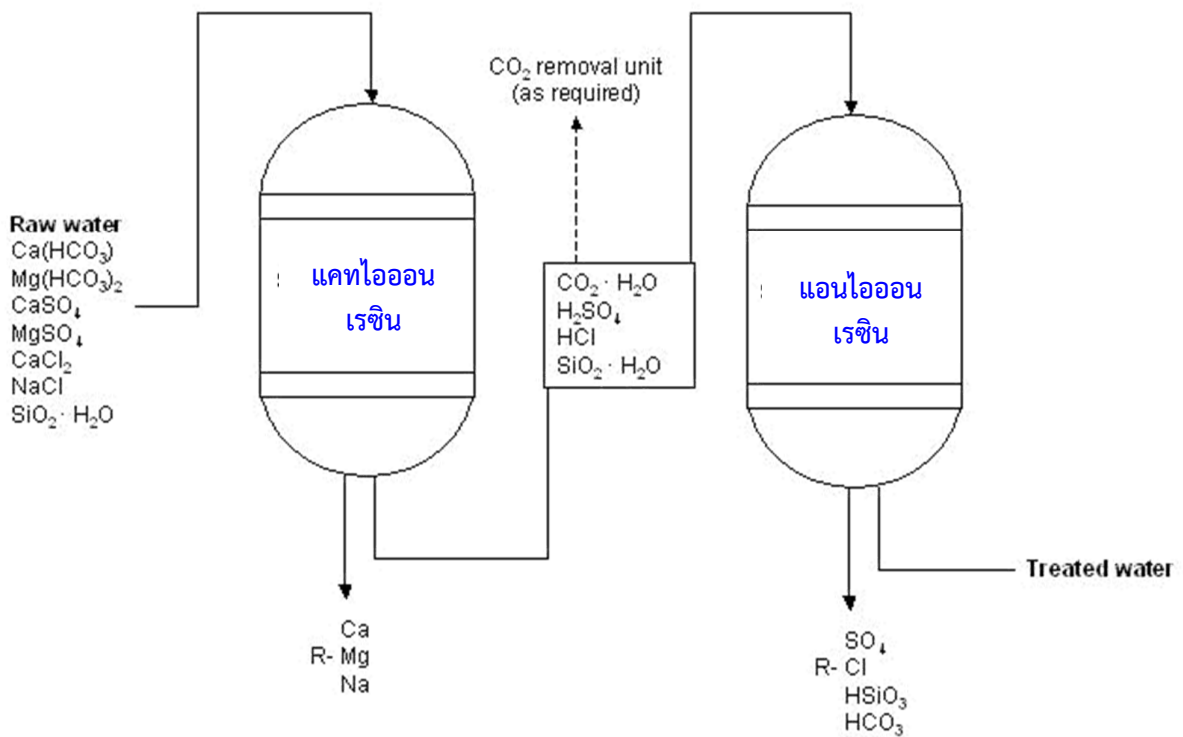 CO₂ removal unit
(as required)
Raw water
Ca(HCO₃)
Mg(HCO₃)₂
CaSO₄
MgSO₄
CaCl₂
NaCl
SiO₂ · H₂O
แคทไอออน
เรซิน
CO₂ · H₂O
H₂SO₄
HCl
SiO₂ · H₂O
แอนไอออน
เรซิน
Treated water
Ca
R- Mg
Na
SO₄
R- Cl
HSiO₃
HCO₃